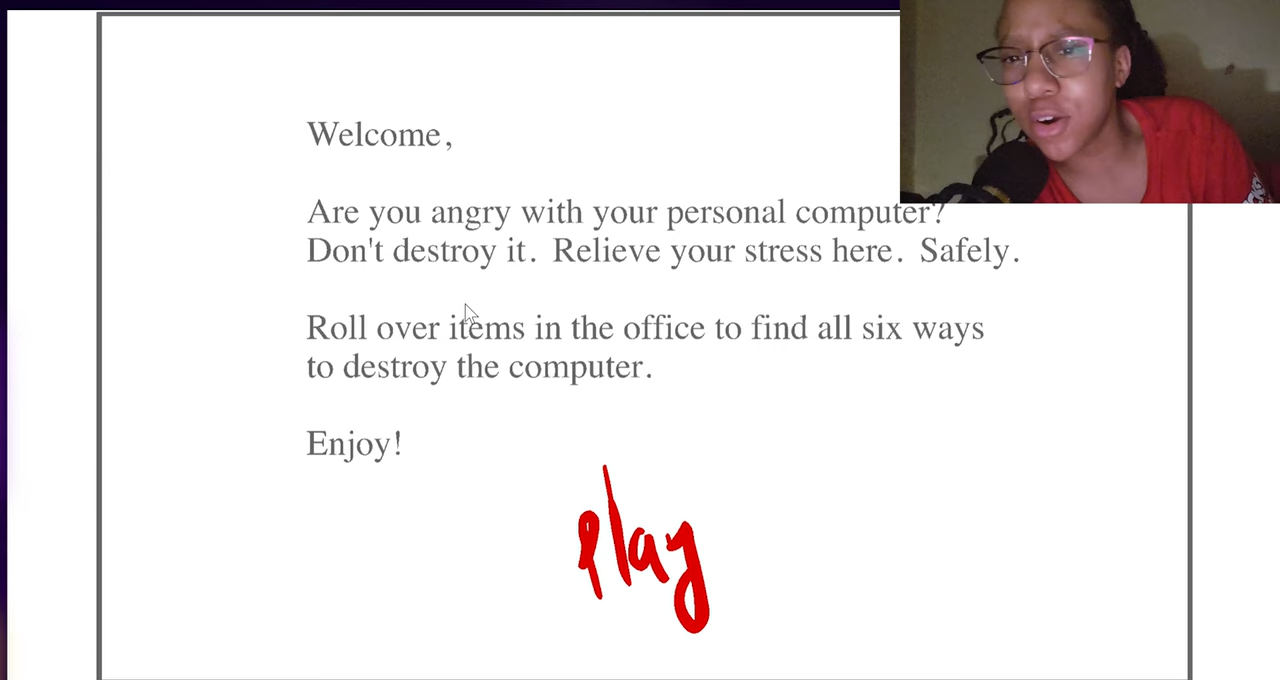 Welcome,
Are you angry with your personal computer?
Don't destroy it. Relieve your stress here. Safely.
Roll over items in the office to find all six ways
to destroy the computer.
Enjoy!
play